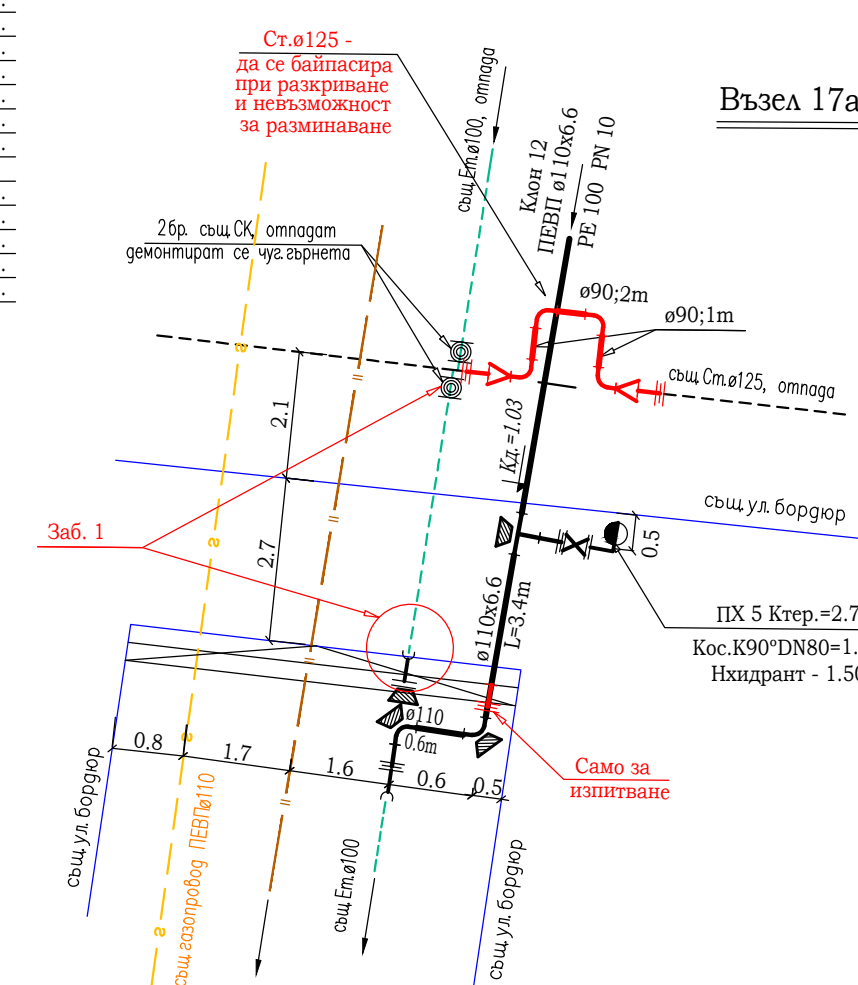 Ст.ø125 -
да се байпасира
при разкриване
и невъзможност
за разминаване
същ.Ет.ø100, отпада
Възел 17а
Клон 12
ПЕВП ø110x6.6
PE 100 PN 10
2бр. същ.СК, отпадат
демонтират се чуг.гърнета
ø90;2m
ø90;1m
същ.Ст.ø125, отпада
s
2.1
Кд.=1.03
същ.ул.бордюр
Заб. 1
s
2.7
0.5
ø110x6.6
L=3.4m
ПХ 5 Ктер.=2.7
Кос.К90°DN80=1.
Нхидрант - 1.50
ø110
0.6m
s
0.8
1.7
1.6
0.6
0.5
Само за
изпитване
същ.ул.бордюр
същ.газопровод ПЕВПø110
същ.Ет.ø100
същ.ул.бордюр
s